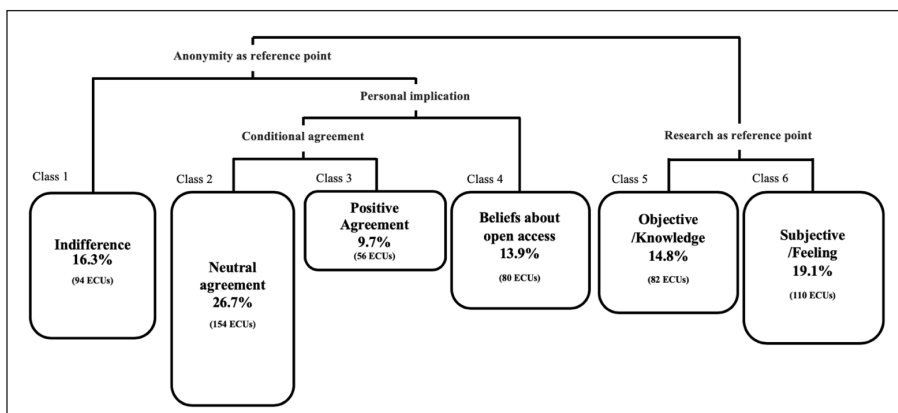 Anonymity as reference point
Personal implication
Conditional agreement
Research as reference point
Class 1
Indifference
16.3%
(94 ECUs)
Class 2
Neutral
agreement
26.7%
(154 ECUs)
Class 3
Positive
Agreement
9.7%
(56 ECUs)
Class 4
Beliefs about
open access
13.9%
(80 ECUs)
Class 5
Objective
/Knowledge
14.8%
(82 ECUs)
Class 6
Subjective
/Feeling
19.1%
(110 ECUs)